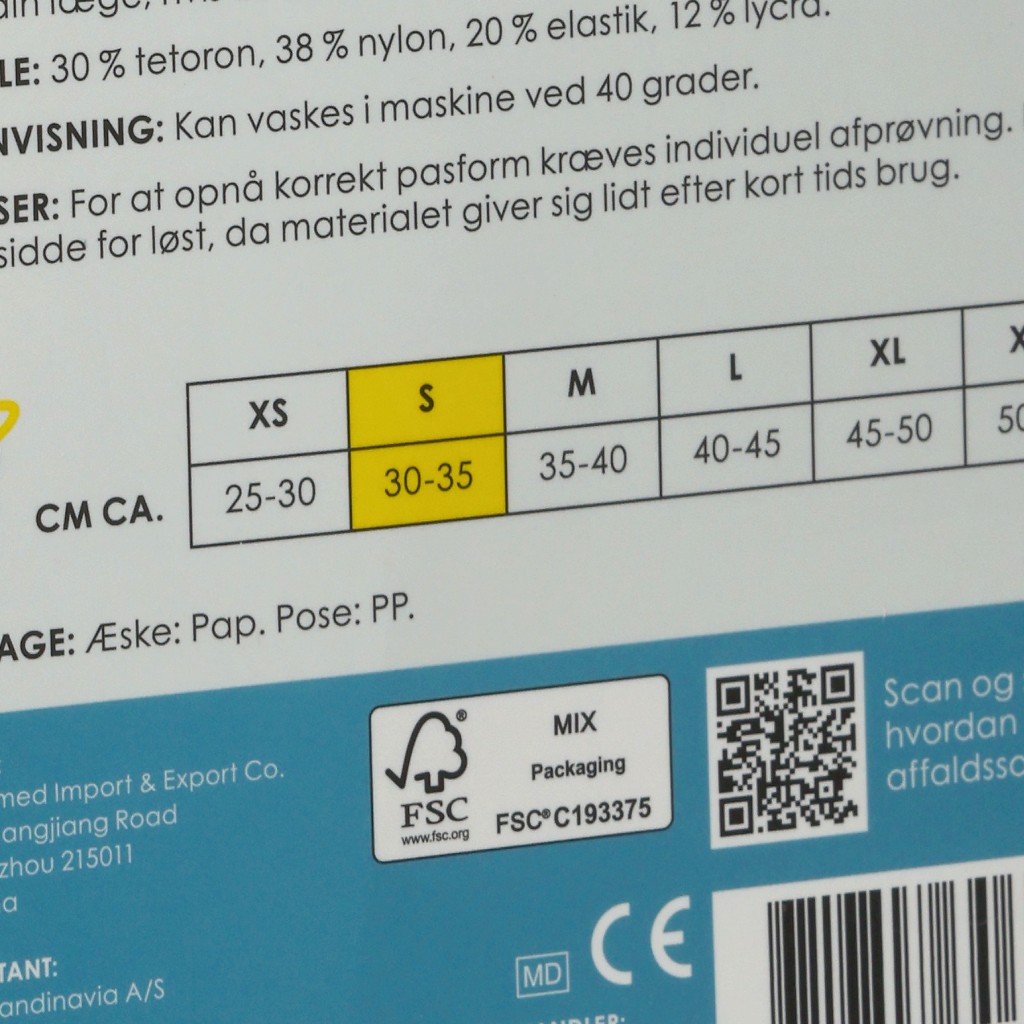 LE: 30 % tetoron, 38 % nylon, 20 % elastik, 12 % lycra.
NVISNING: Kan vaskes i maskine ved 40 grader.
SER: For at opnå korrekt pasform kræves individuel afprøvning.
sidde for løst, da materialet giver sig lidt efter kort tids brug.
XS S M L XL X
CM CA. 25-30 30-35 35-40 40-45 45-50 50
AGE: Æske: Pap. Pose: PP.
med Import & Export Co.
angjiang Road
zhou 215011
a
TANT:
andinavia A/S
®
FSC
www.fsc.org
MIX
Packaging
FSC® C193375
Scan og
hvordan
affaldsso
MD
CE